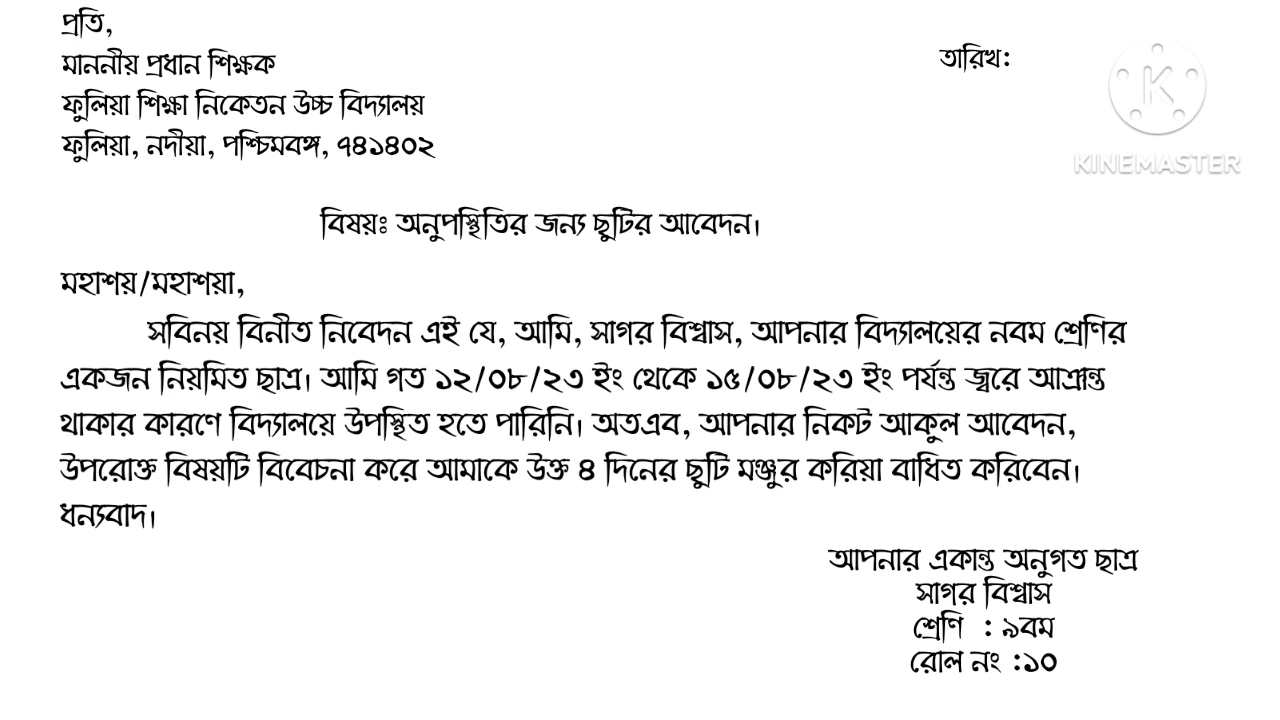 প্রতি,
মাননীয় প্রধান শিক্ষক
তারিখ:
ফুলিয়া শিক্ষা নিকেতন উচ্চ বিদ্যালয়
ফুলিয়া, নদীয়া, পশ্চিমবঙ্গ, ৭৪১৪০২
KINEMASTER
বিষয়ঃ অনুপস্থিতির জন্য ছুটির আবেদন।
মহাশয়/মহাশয়া,
সবিনয় বিনীত নিবেদন এই যে, আমি, সাগর বিশ্বাস, আপনার বিদ্যালয়ের নবম শ্রেণির
একজন নিয়মিত ছাত্র। আমি গত ১২/০৮/২৩ ইং থেকে ১৫/০৮/২৩ ইং পর্যন্ত জ্বরে আক্রান্ত
থাকার কারণে বিদ্যালয়ে উপস্থিত হতে পারিনি। অতএব, আপনার নিকট আকুল আবেদন,
উপরোক্ত বিষয়টি বিবেচনা করে আমাকে উক্ত ৪ দিনের ছুটি মঞ্জুর করিয়া বাধিত করিবেন।
ধন্যবাদ।
আপনার একান্ত অনুগত ছাত্র
সাগর বিশ্বাস
শ্রেণি : ৯বম
রোল নং :১০